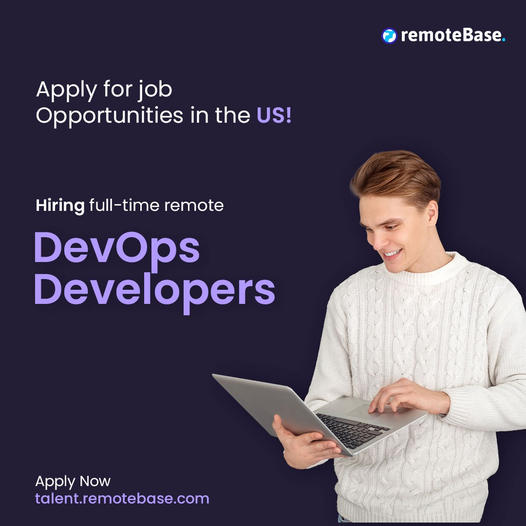 remoteBase.
Apply for job
Opportunities in the US!
Hiring full-time remote
DevOps
Developers
Apply Now
talent.remotebase.com